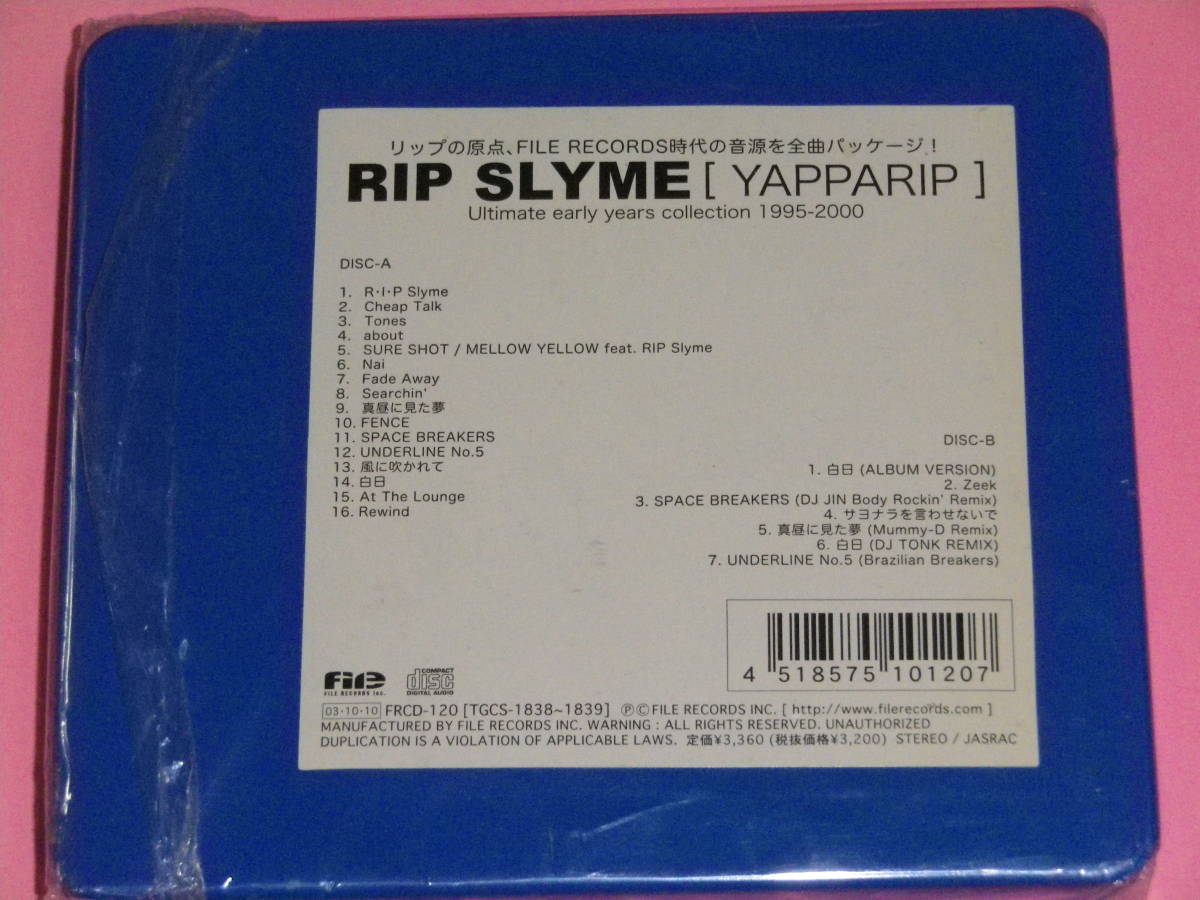 リップの原点、FILE RECORDS時代の音源を全曲パッケージ！
RIP SLYME [ YAPPARIP ]
Ultimate early years collection 1995-2000
DISC-A
1. R・I・P Slyme
2. Cheap Talk
3. Tones
4. about
5. SURE SHOT / MELLOW YELLOW feat. RIP Slyme
6. Nai
7. Fade Away
8. Searchin'
9. 真昼に見た夢
10. FENCE
11. SPACE BREAKERS
12. UNDERLINE No.5
13. 風に吹かれて
14. 白日
15. At The Lounge
16. Rewind
DISC-B
1. 白日 (ALBUM VERSION)
2. Zeek
3. SPACE BREAKERS (DJ JIN Body Rockin' Remix)
4. サヨナラを言わせないで
5. 真昼に見た夢 (Mummy-D Remix)
6. 白日 (DJ TONK REMIX)
7. UNDERLINE No.5 (Brazilian Breakers)
4 518575 101207
File
FILE RECORDS Inc.
COMPACT
disc
DIGITAL AUDIO
03・10・10 FRCD-120 [TGCS-1838~1839] ⓅⒸFILE RECORDS INC. [ http://www.filerecords.com ]
MANUFACTURED BY FILE RECORDS INC. WARNING : ALL RIGHTS RESERVED. UNAUTHORIZED
DUPLICATION IS A VIOLATION OF APPLICABLE LAWS. 定価¥3,360 (税抜価格¥3,200) STEREO / JASRAC